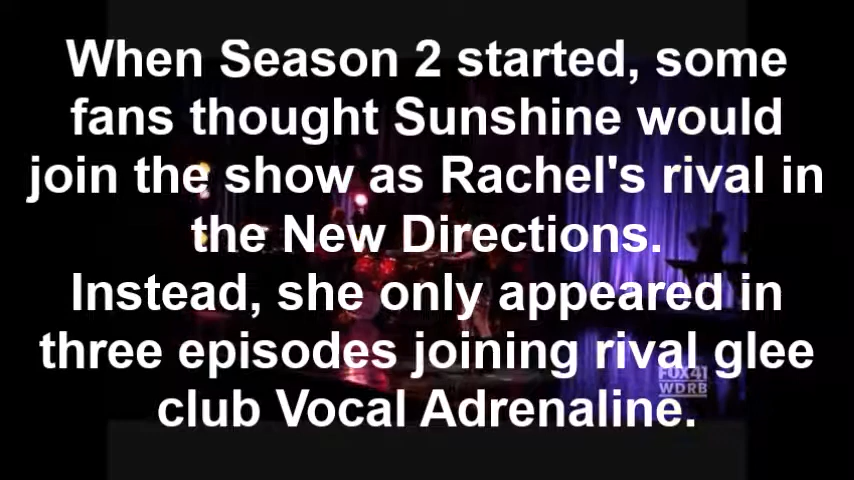 When Season 2 started, some
fans thought Sunshine would
join the show as Rachel's rival in
the New Directions.
Instead, she only appeared in
three episodes joining rival glee
club Vocal Adrenaline.
FOX41
WDRB